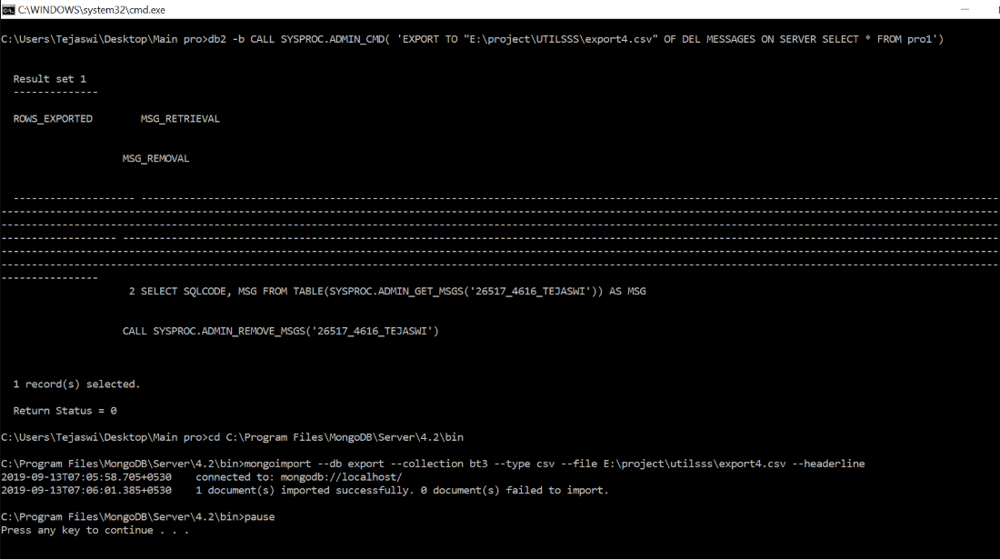 C:\WINDOWS\system32\cmd.exe
C:\Users\Tejaswi\Desktop\Main pro>db2 -b CALL SYSPROC.ADMIN_CMD( 'EXPORT TO "E:\project\UTILSSS\export4.csv" OF DEL MESSAGES ON SERVER SELECT * FROM pro1')
Result set 1
--------------
ROWS_EXPORTED        MSG_RETRIEVAL
MSG_REMOVAL
-------------------- ----------------------------------------------------------------------------------------------------------------------------------------------
---------------------------------------------------------------------------------------------------------------------------------------------------------------------
---------------------------------------------------------------------------------------------------------------------------------------------------------------------
------------------- -------------------------------------------------------------------------------------------------------------------------------------------------
---------------------------------------------------------------------------------------------------------------------------------------------------------------------
---------------------------------------------------------------------------------------------------------------------------------------------------------------------
----------------
2 SELECT SQLCODE, MSG FROM TABLE(SYSPROC.ADMIN_GET_MSGS('26517_4616_TEJASWI')) AS MSG
CALL SYSPROC.ADMIN_REMOVE_MSGS('26517_4616_TEJASWI')
1 record(s) selected.
Return Status = 0
C:\Users\Tejaswi\Desktop\Main pro>cd C:\Program Files\MongoDB\Server\4.2\bin
C:\Program Files\MongoDB\Server\4.2\bin>mongoimport --db export --collection bt3 --type csv --file E:\project\utilsss\export4.csv --headerline
2019-09-13T07:05:58.705+0530    connected to: mongodb://localhost/
2019-09-13T07:06:01.385+0530    1 document(s) imported successfully. 0 document(s) failed to import.
C:\Program Files\MongoDB\Server\4.2\bin>pause
Press any key to continue . . .